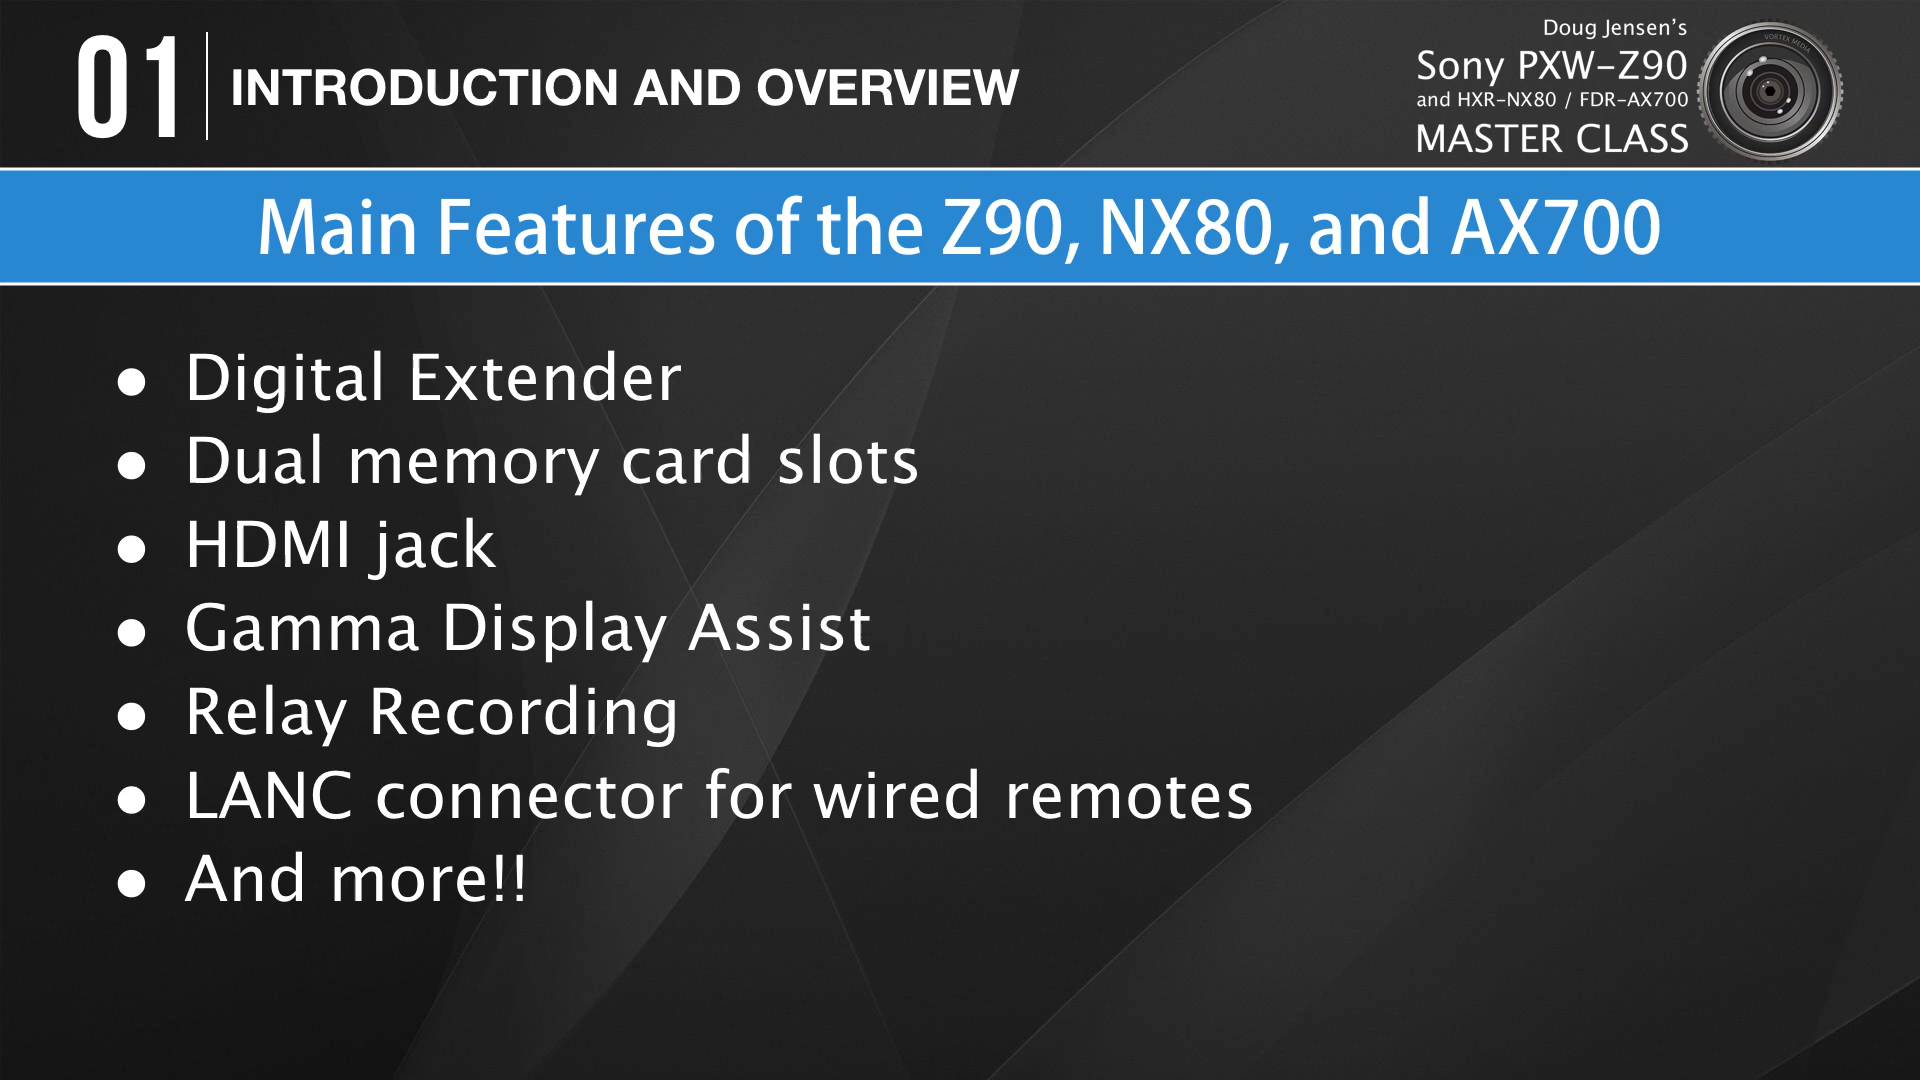 01
INTRODUCTION AND OVERVIEW
Doug Jensen’s
Sony PXW–Z90
and HXR–NX80 / FDR–AX700
MASTER CLASS
VORTEX MEDIA
Main Features of the Z90, NX80, and AX700
● Digital Extender
● Dual memory card slots
● HDMI jack
● Gamma Display Assist
● Relay Recording
● LANC connector for wired remotes
● And more!!